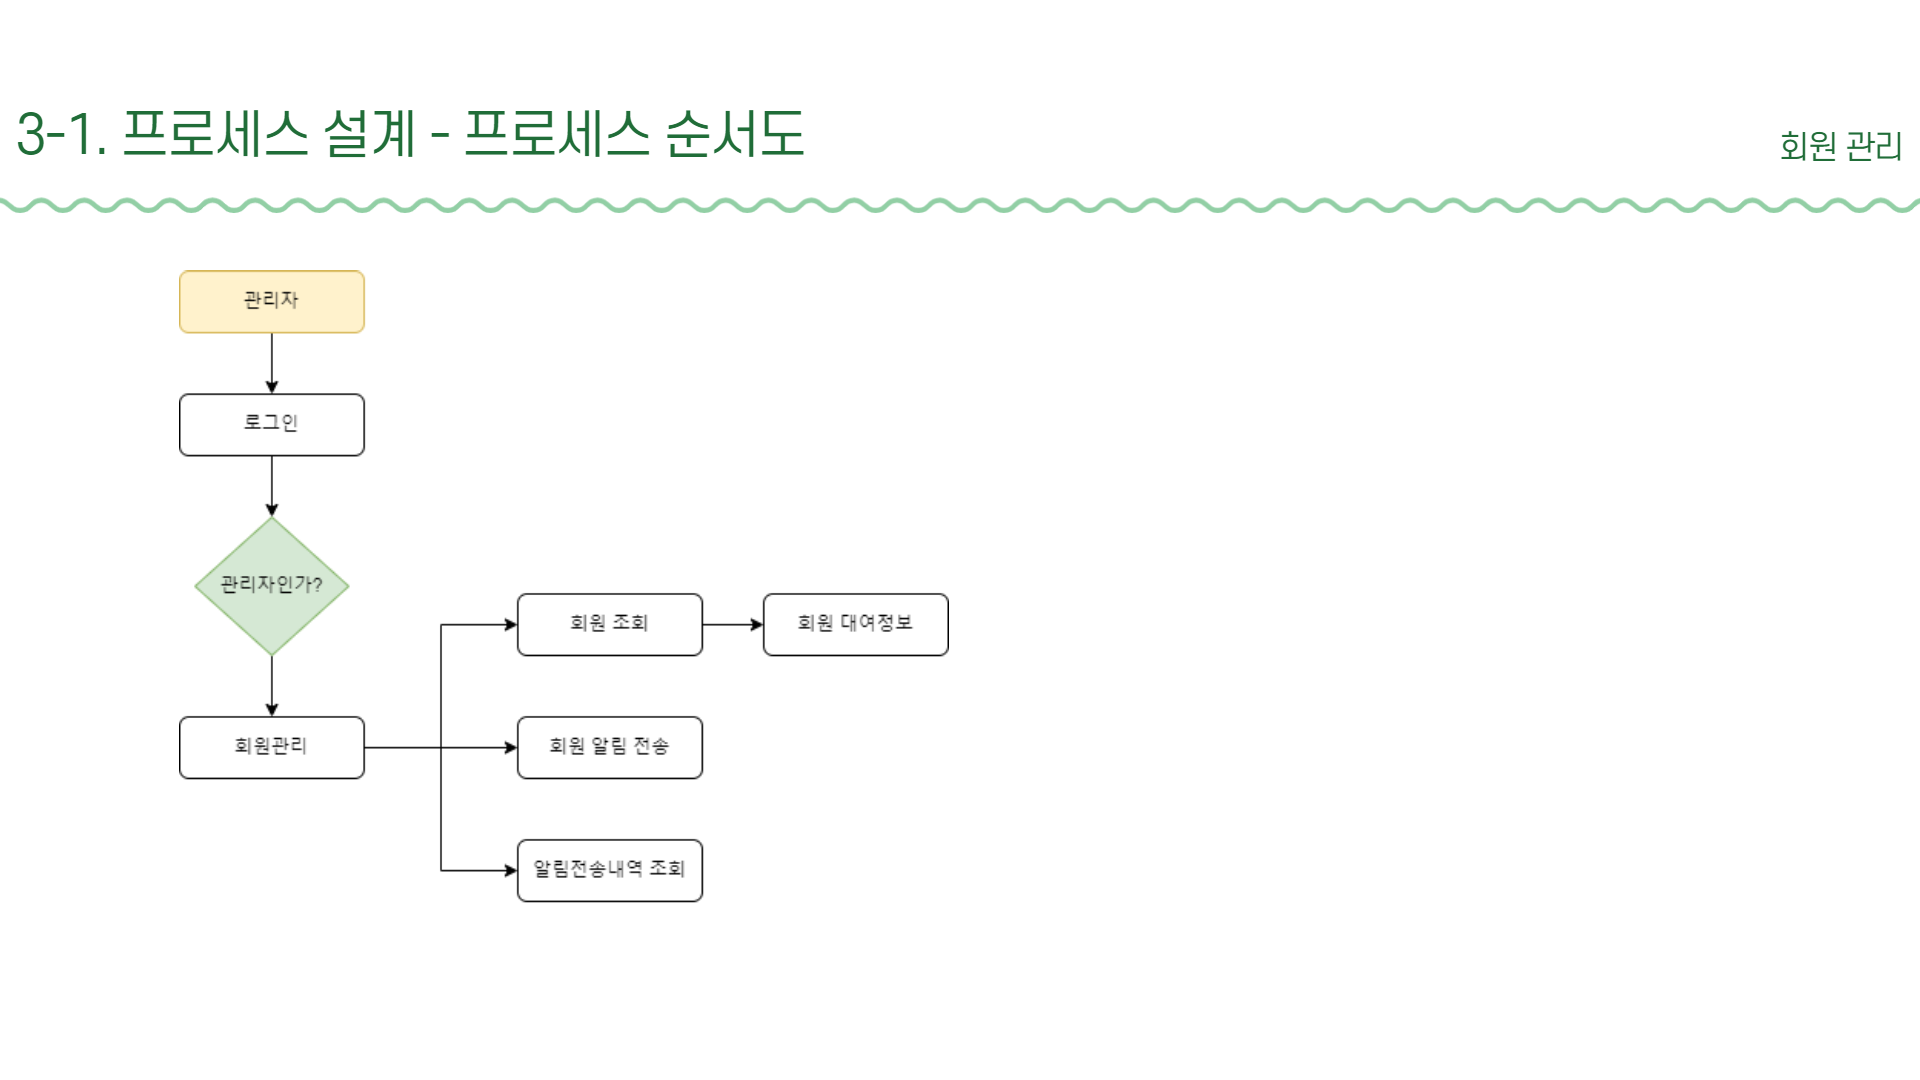 3-1. 프로세스 설계 - 프로세스 순서도
회원 관리
관리자
로그인
관리자인가?
회원 조회
회원 대여정보
회원관리
회원 알림 전송
알림전송내역 조회